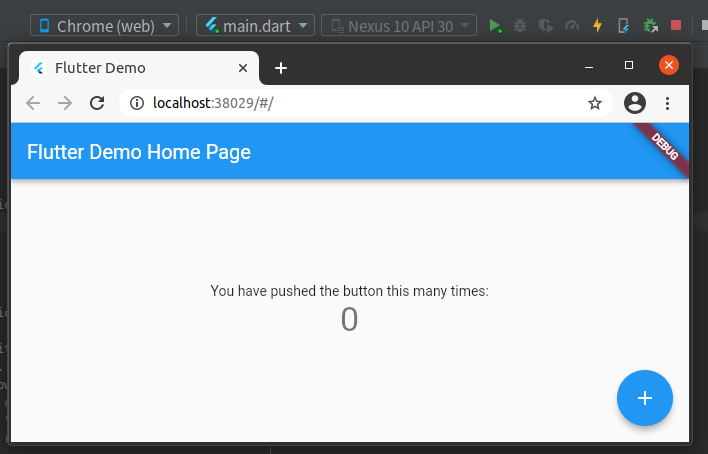 Chrome (web) main.dart Nexus 10 API 30
Flutter Demo
localhost:38029/#/
Flutter Demo Home Page
DEBUG
You have pushed the button this many times:
0